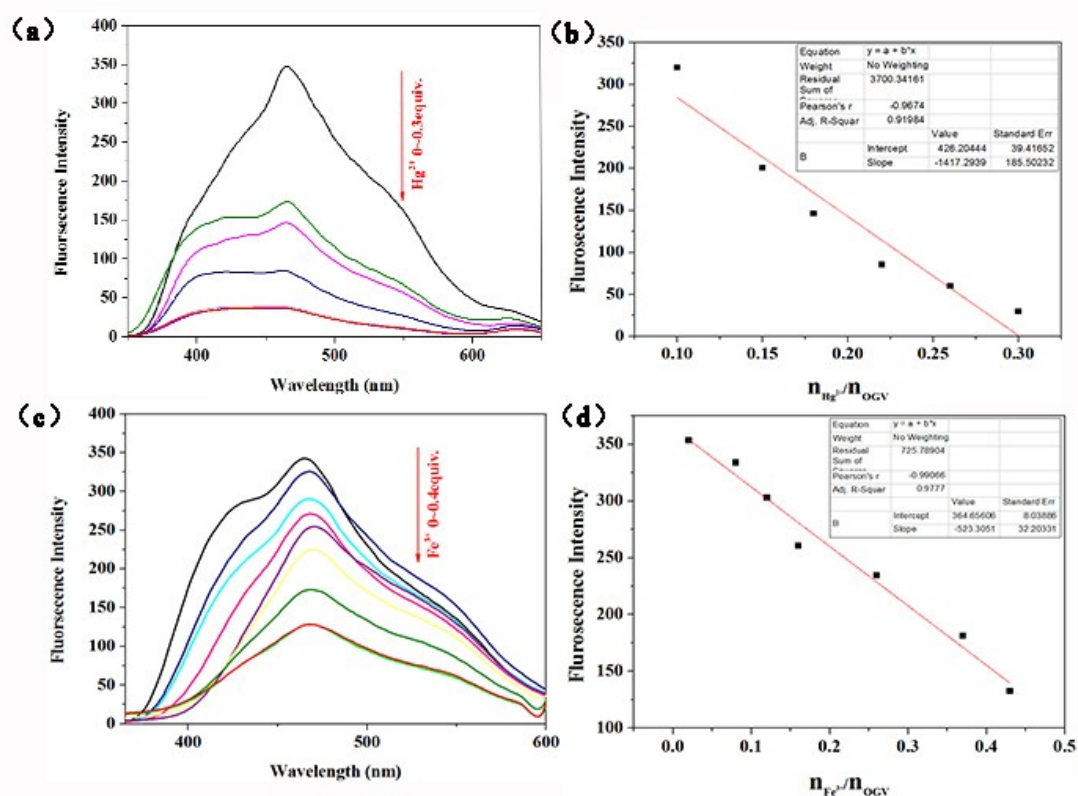 (a)
400
350
300
250
200
150
100
50
0
Fluorsecence Intensity
Hg²⁺ 0~0.3equiv.
400
500
600
Wavelength (nm)
(b)
350
300
250
200
150
100
50
0
Flurosecence Intensity
Equation y = a + b*x
Weight No Weighting
Residual 3700.34161
Sum of
Pearson's r -0.9674
Adj. R-Squar 0.91984
Value Standard Err
B Intercept 428.20444 39.41652
Slope -1417.2939 185.50232
0.10
0.15
0.20
0.25
0.30
n Hg²⁺/n OGV
(c)
400
350
300
250
200
150
100
50
0
Fluorsecence Intensity
Fe³⁺ 0~0.4equiv.
400
500
600
Wavelength (nm)
(d)
350
300
250
200
150
100
Flurosecence Intensity
Equation y = a + b*x
Weight No Weighting
Residual 725.78904
Sum of
Pearson's r -0.99066
Adj. R-Squar 0.9777
Value Standard Err
B Intercept 364.65606 8.03886
Slope -523.3051 32.20331
0.0
0.1
0.2
0.3
0.4
0.5
n Fe³⁺/n OGV